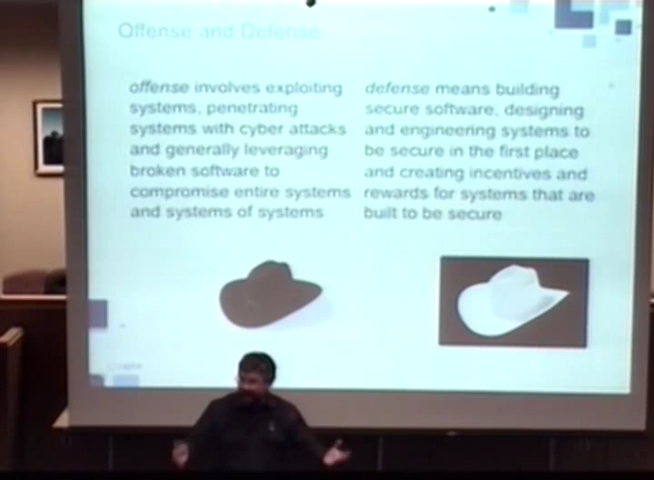 Offense and Defense
offense involves exploiting
systems, penetrating
systems with cyber attacks
and generally leveraging
broken software to
compromise entire systems
and systems of systems
defense means building
secure software, designing
and engineering systems to
be secure in the first place
and creating incentives and
rewards for systems that are
built to be secure